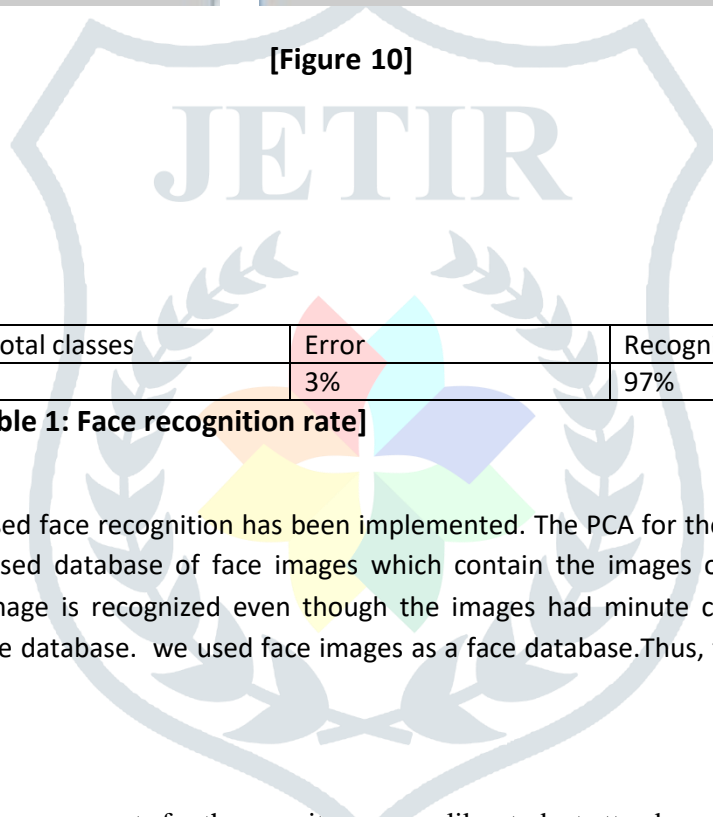 [Figure 10]
JETIR
otal classes Error Recogn
3% 97%
ble 1: Face recognition rate]
sed face recognition has been implemented. The PCA for the
sed database of face images which contain the images
nage is recognized even though the images had minute
e database. we used face images as a face database.Thus,